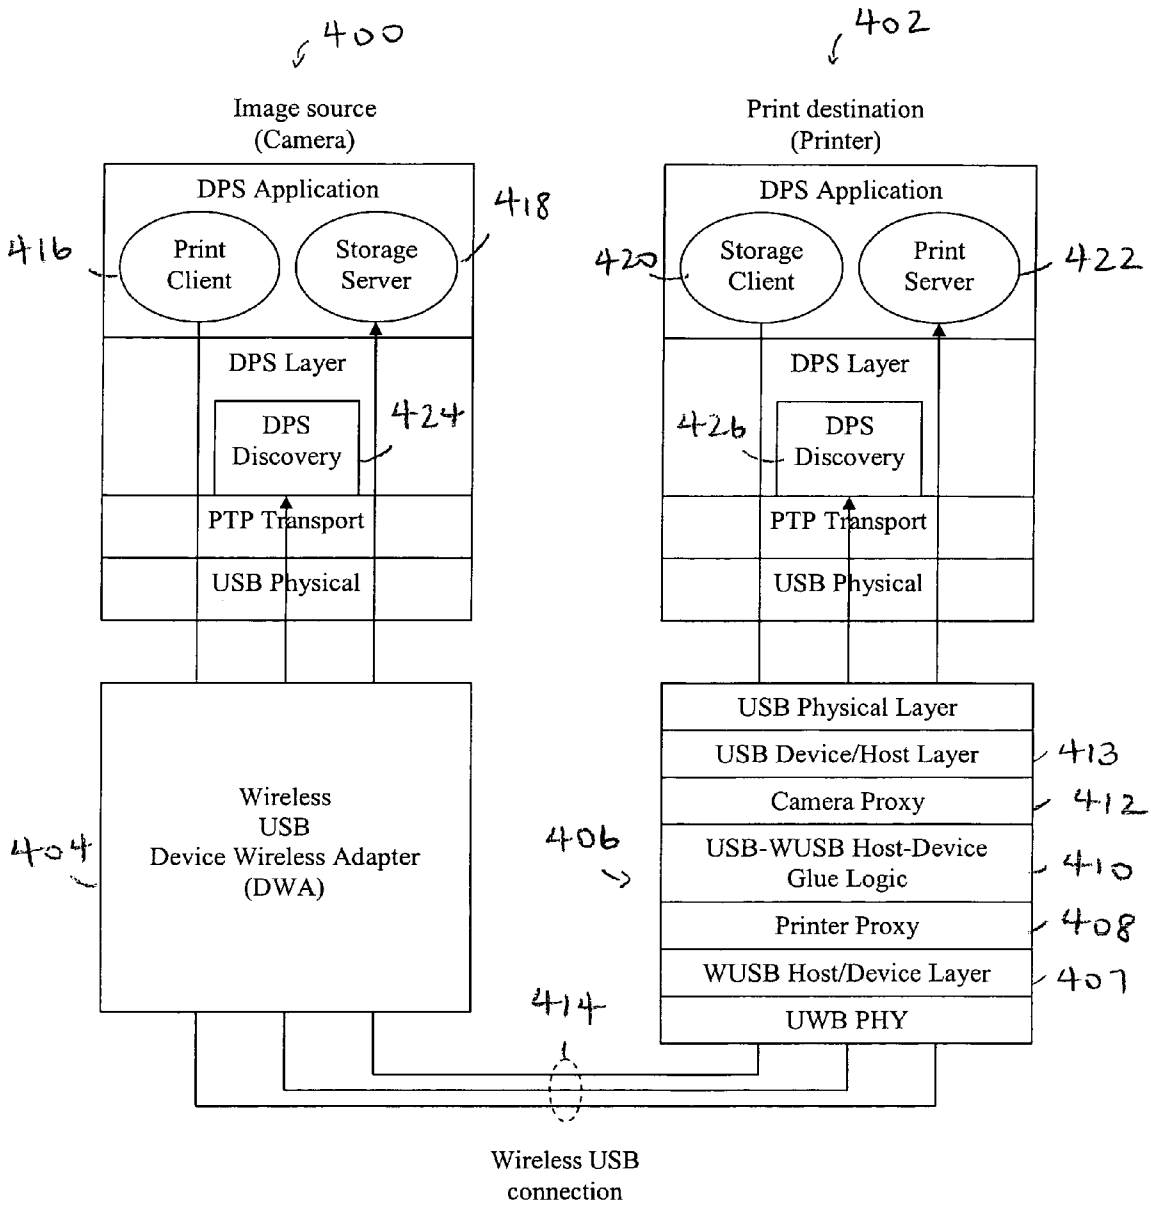 400
402
Image source
(Camera)
Print destination
(Printer)
DPS Application
416
Print
Client
Storage
Server
418
DPS Layer
DPS
Discovery
424
PTP Transport
USB Physical
DPS Application
420
Storage
Client
Print
Server
422
DPS Layer
426
DPS
Discovery
PTP Transport
USB Physical
404
Wireless
USB
Device Wireless Adapter
(DWA)
406
USB Physical Layer
USB Device/Host Layer
413
Camera Proxy
412
USB-WUSB Host-Device
Glue Logic
410
Printer Proxy
408
WUSB Host/Device Layer
407
UWB PHY
414
Wireless USB
connection